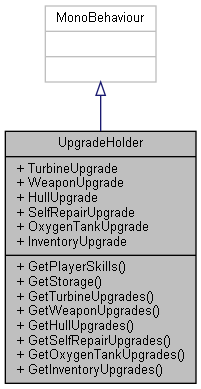 MonoBehaviour
UpgradeHolder
+ TurbineUpgrade
+ WeaponUpgrade
+ HullUpgrade
+ SelfRepairUpgrade
+ OxygenTankUpgrade
+ InventoryUpgrade
+ GetPlayerSkills()
+ GetStorage()
+ GetTurbineUpgrades()
+ GetWeaponUpgrades()
+ GetHullUpgrades()
+ GetSelfRepairUpgrades()
+ GetOxygenTankUpgrades()
+ GetInventoryUpgrades()